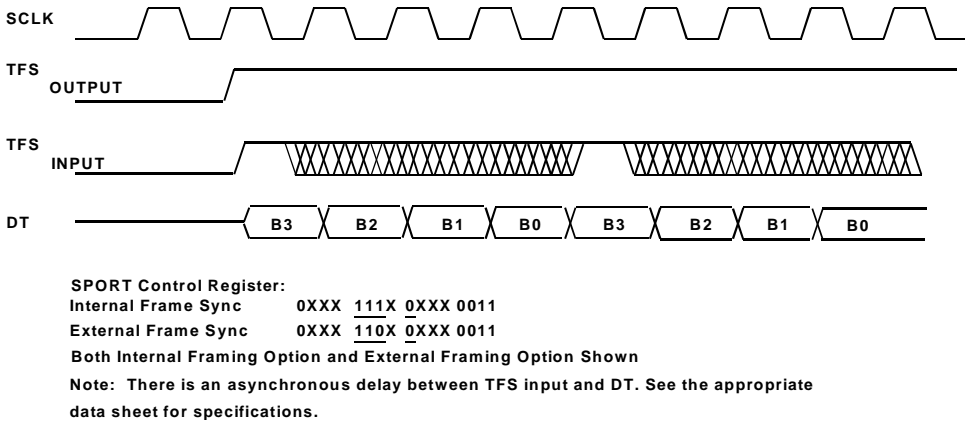 SCLK
TFS
OUTPUT
TFS
INPUT
DT
B3 B2 B1 B0 B3 B2 B1 B0
SPORT Control Register:
Internal Frame Sync 0XXX 111X 0XXX 0011
External Frame Sync 0XXX 110X 0XXX 0011
Both Internal Framing Option and External Framing Option Shown
Note: There is an asynchronous delay between TFS input and DT. See the appropriate
data sheet for specifications.